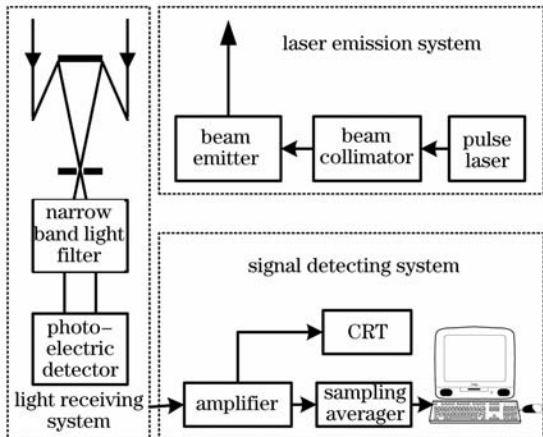 laser emission system
beam
emitter
beam
collimator
pulse
laser
narrow
band light
filter
photo–
electric
detector
light receiving
system
signal detecting system
CRT
amplifier
sampling
averager